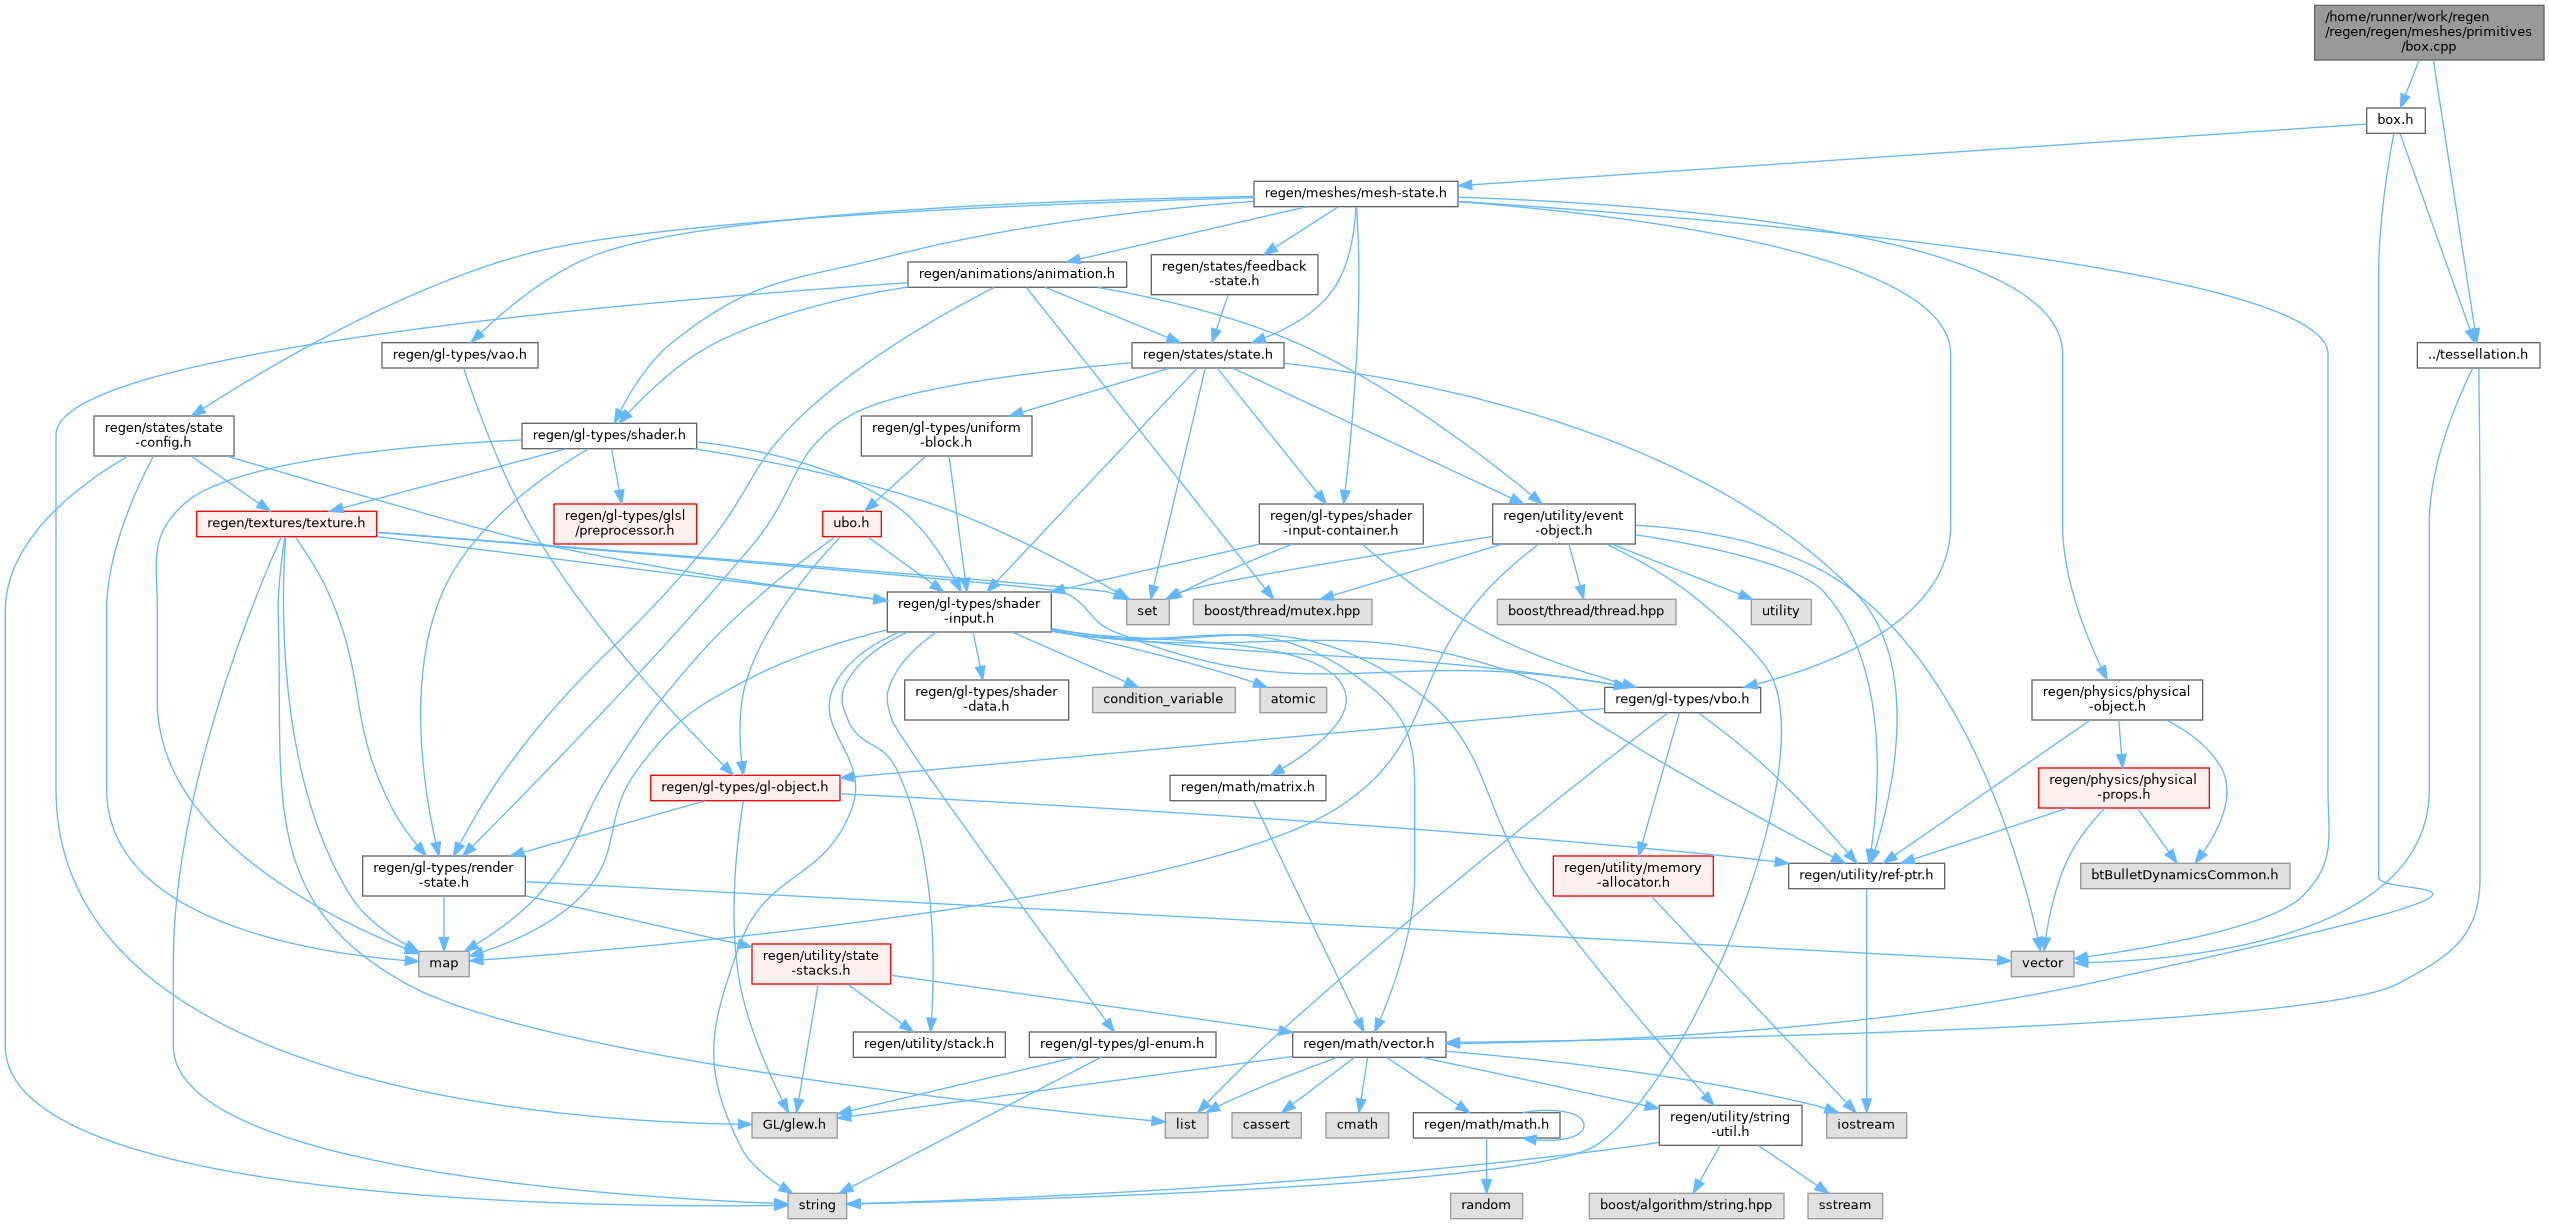 /home/runner/work/regen
/regen/regen/meshes/primitives
/box.cpp
box.h
regen/meshes/mesh-state.h
regen/animations/animation.h
regen/states/feedback
-state.h
regen/gl-types/vao.h
regen/states/state.h
../tessellation.h
regen/states/state
-config.h
regen/gl-types/shader.h
regen/gl-types/uniform
-block.h
regen/textures/texture.h
regen/gl-types/glsl
/preprocessor.h
ubo.h
regen/gl-types/shader
-input-container.h
regen/utility/event
-object.h
regen/gl-types/shader
-input.h
set
boost/thread/mutex.hpp
boost/thread/thread.hpp
utility
regen/gl-types/shader
-data.h
condition_variable
atomic
regen/gl-types/vbo.h
regen/physics/physical
-object.h
regen/gl-types/gl-object.h
regen/math/matrix.h
regen/physics/physical
-props.h
regen/gl-types/render
-state.h
regen/utility/memory
-allocator.h
regen/utility/ref-ptr.h
btBulletDynamicsCommon.h
map
regen/utility/state
-stacks.h
vector
regen/utility/stack.h
regen/gl-types/gl-enum.h
regen/math/vector.h
GL/glew.h
list
cassert
cmath
regen/math/math.h
regen/utility/string
-util.h
iostream
string
random
boost/algorithm/string.hpp
sstream